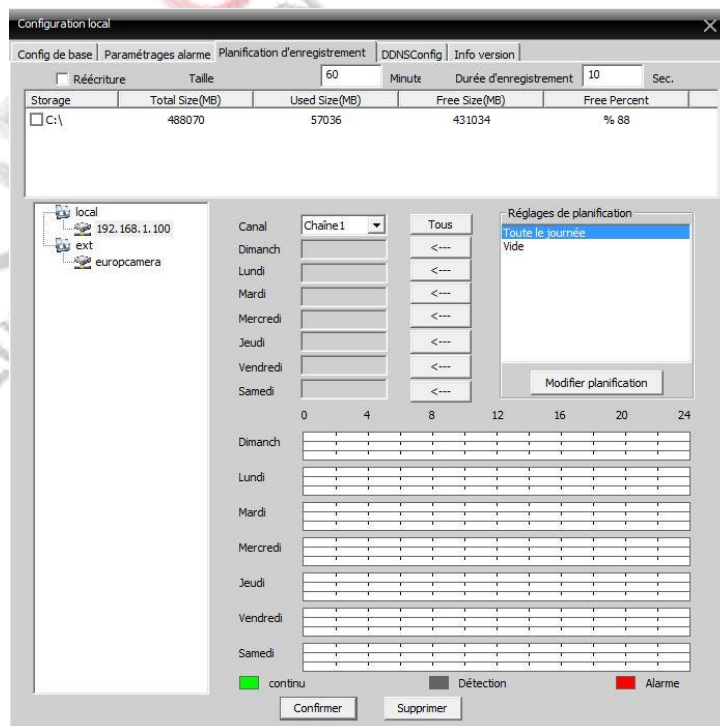 Configuration local
Config de base Paramétrages alarme Planification d'enregistrement DDNSConfig Info version
Réécriture Taille 60 Minute Durée d'enregistrement 10 Sec.
Storage Total Size(MB) Used Size(MB) Free Size(MB) Free Percent
C:\ 488070 57036 431034 % 88
local
192.168.1.100
ext
europcamera
Canal Chaîne1 Tous
Dimanch <---
Lundi <---
Mardi <---
Mercredi <---
Jeudi <---
Vendredi <---
Samedi <---
Réglages de planification
Toute le journée
Vide
Modifier planification
0 4 8 12 16 20 24
Dimanch
Lundi
Mardi
Mercredi
Jeudi
Vendredi
Samedi
continu Détection Alarme
Confirmer Supprimer